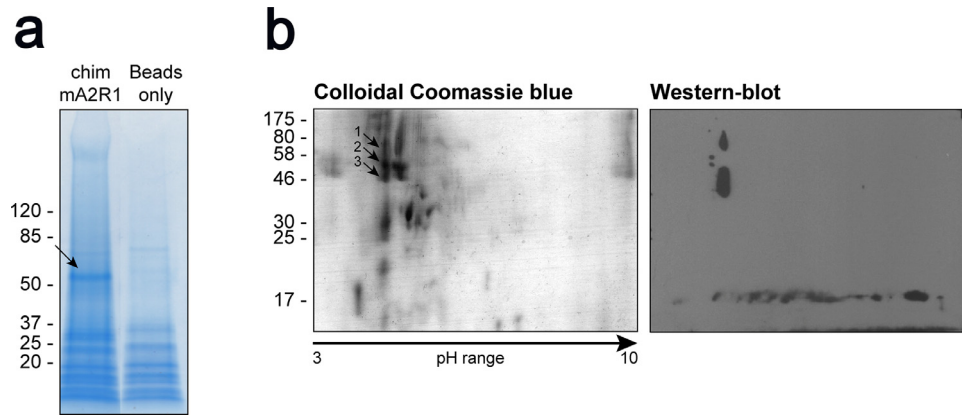 a
chim
mA2R1
Beads
only
120 -
85 -
50 -
37 -
25 -
20 -
b
Colloidal Coomassie blue
Western-blot
175 -
80 -
58 -
46 -
30 -
25 -
17 -
1
2
3
3
pH range
10